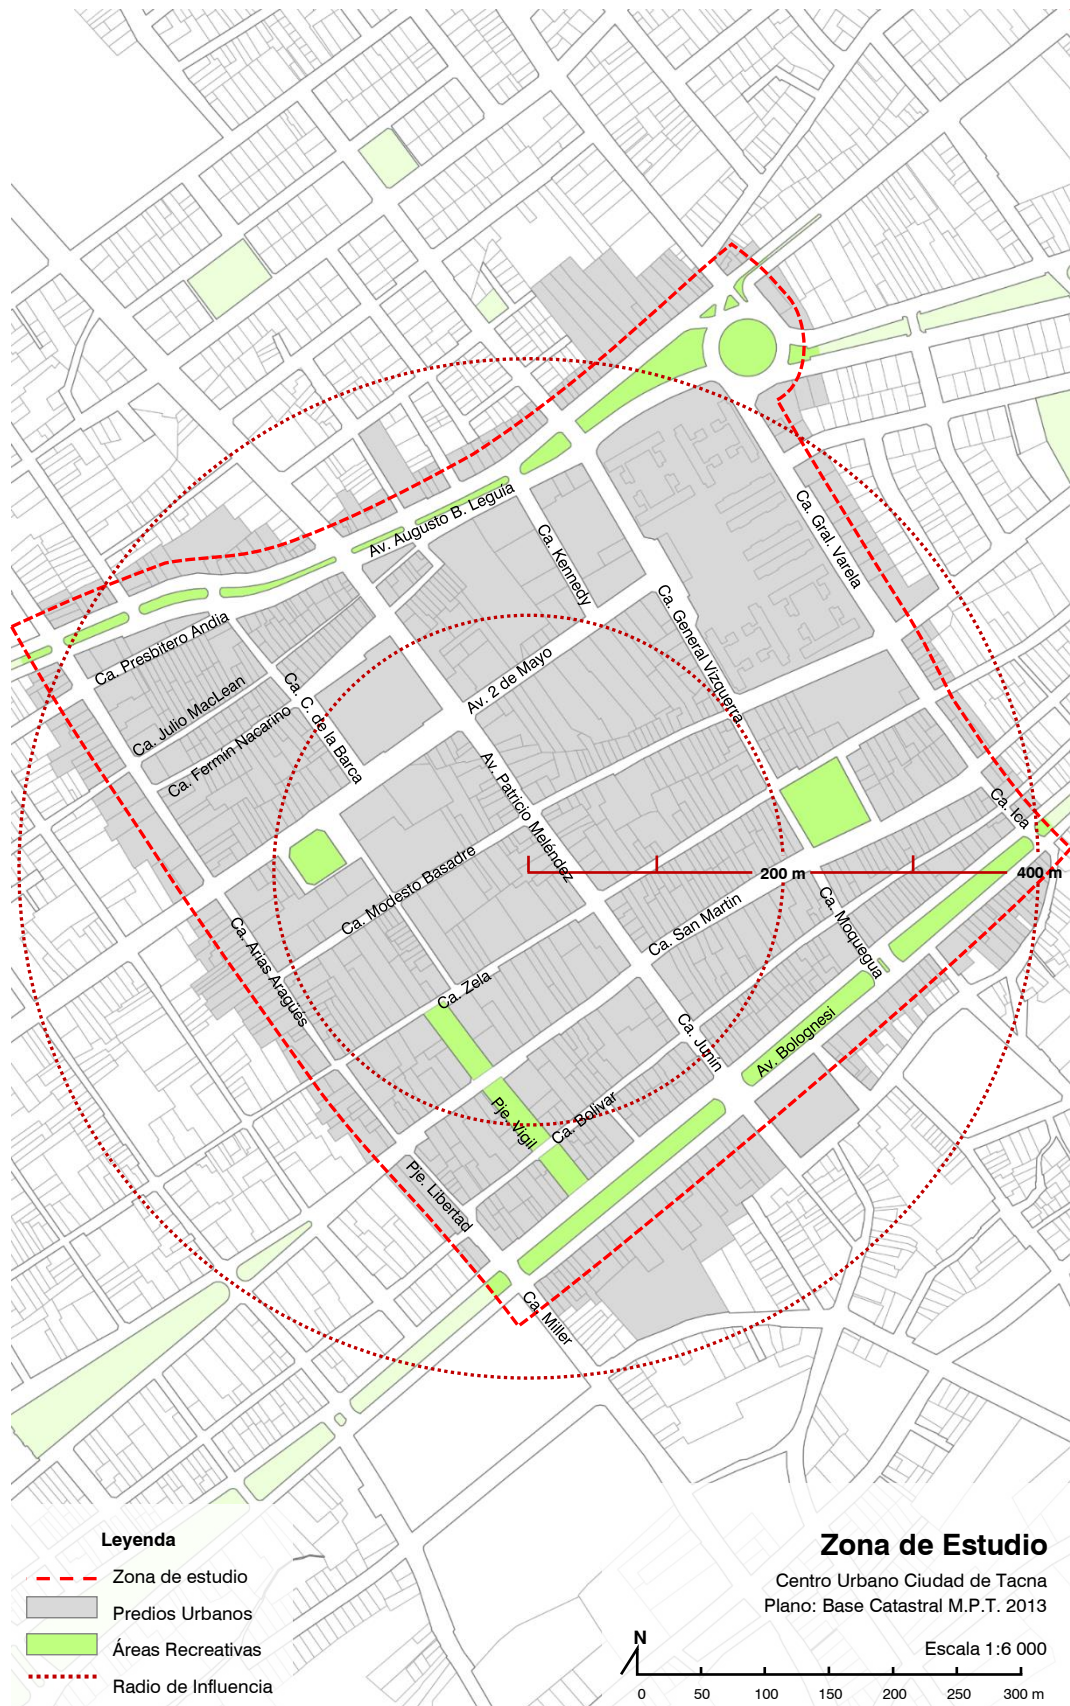 Av. Augusto B. Leguía
Ca. Kennedy
Ca. Gral. Varela
Ca. General Vizquerra
Ca. Presbitero Andia
Ca. Julio MacLean
Ca. Fermín Nacarino
Ca. C. de la Barca
Av. 2 de Mayo
Av. Patricio Meléndez
Ca. Ica
Ca. Modesto Basadre
200 m
400 m
Ca. San Martin
Ca. Moquegua
Ca. Arias Aragüés
Ca. Zela
Ca. Junín
Av. Bolognesi
Pje. Vigil
Ca. Bolivar
Pje. Libertad
Ca. Miller
Leyenda
Zona de estudio
Predios Urbanos
Áreas Recreativas
Radio de Influencia
Zona de Estudio
Centro Urbano Ciudad de Tacna
Plano: Base Catastral M.P.T. 2013
Escala 1:6 000
N
0 50 100 150 200 250 300 m